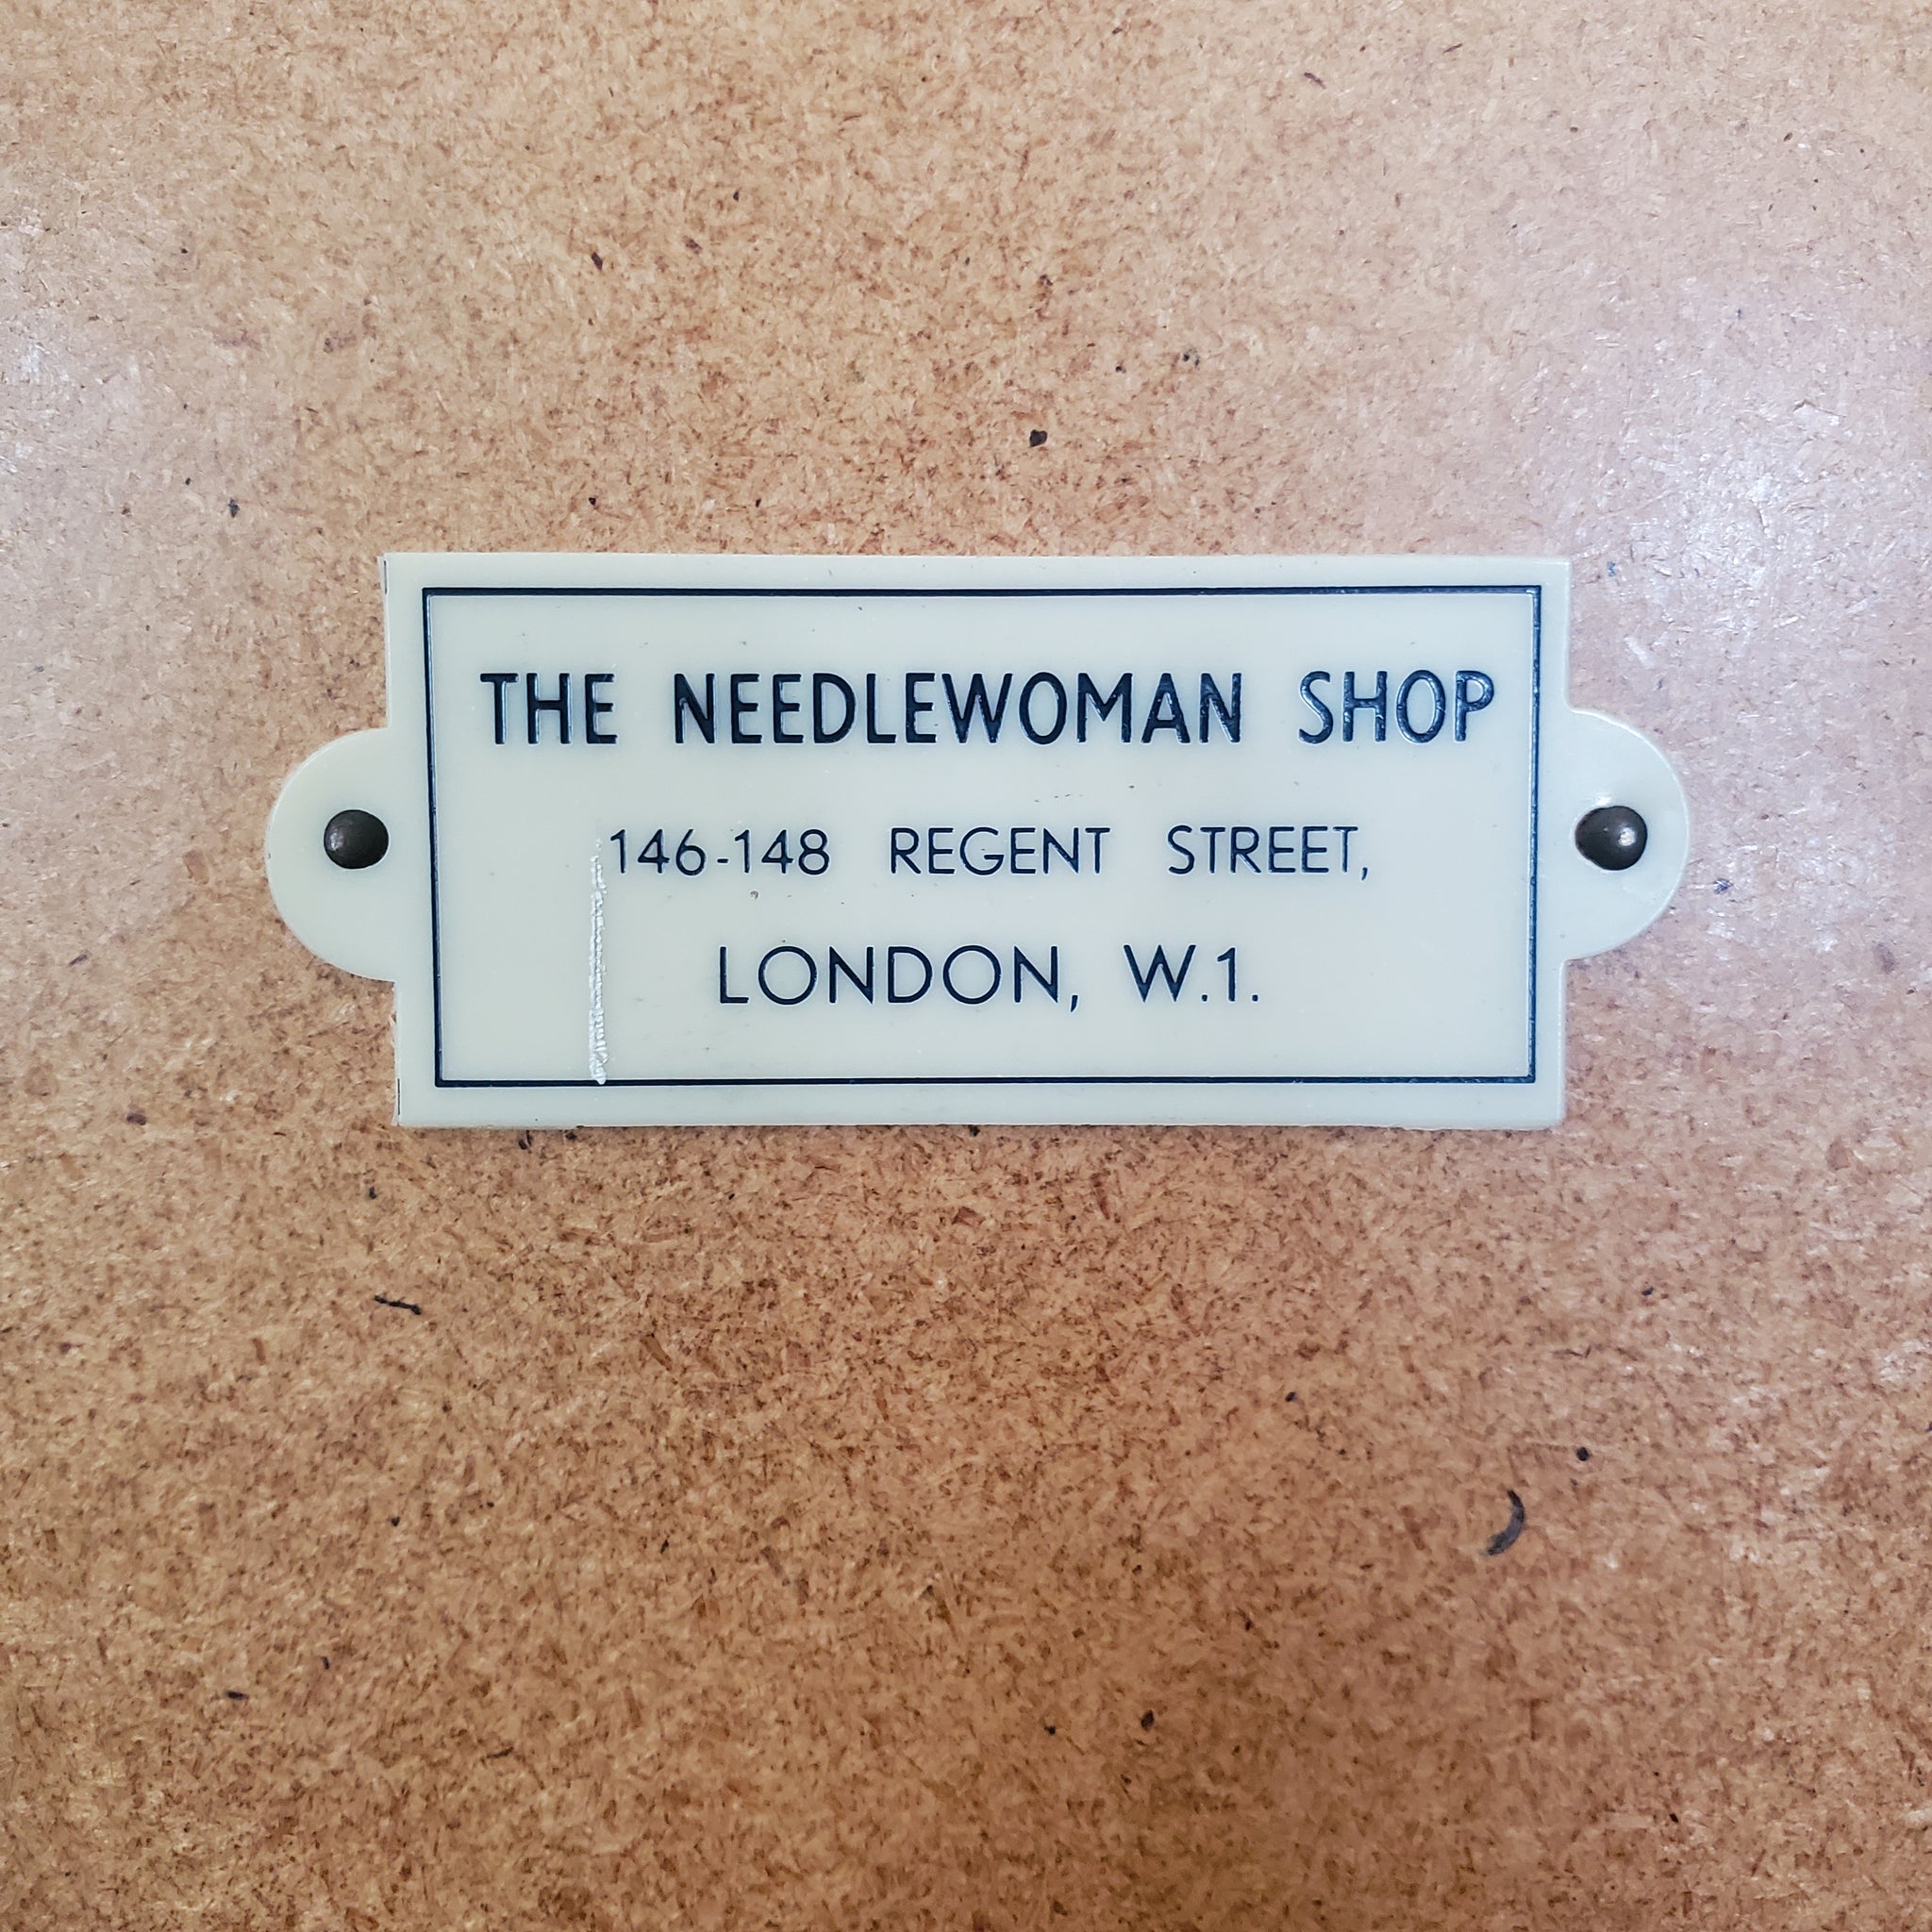 THE NEEDLEWOMAN SHOP
146-148 REGENT STREET,
LONDON, W.1.